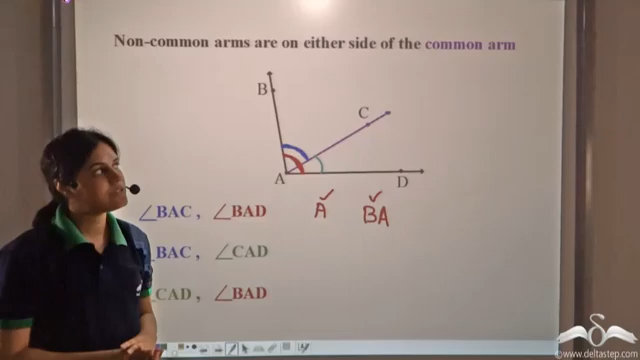 Non-common arms are on either side of the common arm
B
C
A
D
∠BAC , ∠BAD
A BA
BAC , ∠CAD
CAD , ∠BAD
©www.deltastep.com